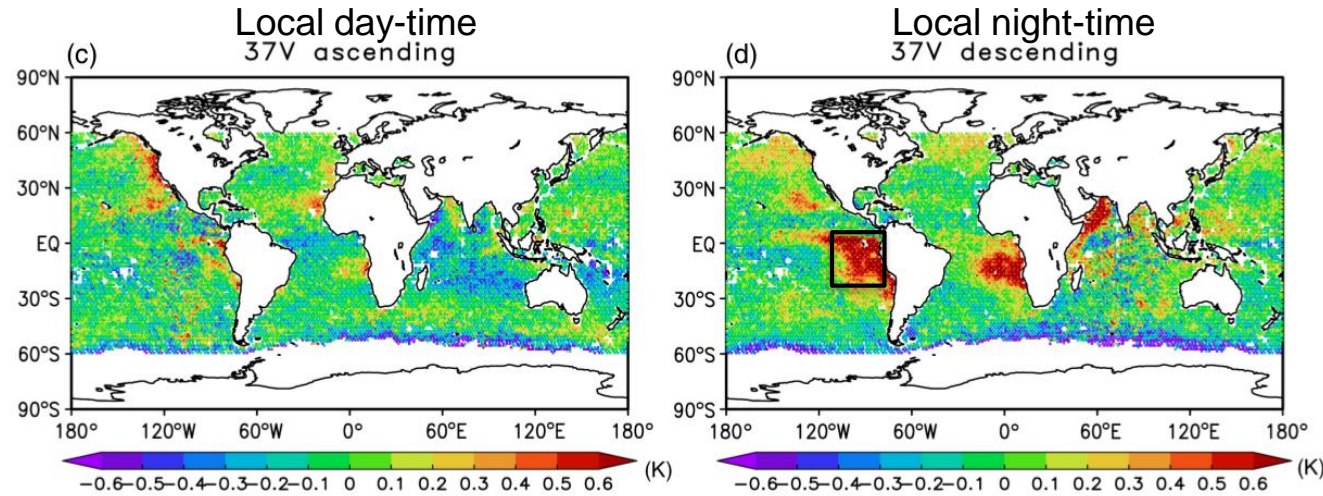 Local day-time
(c) 37V ascending
90°N
60°N
30°N
EQ
30°S
60°S
90°S
180° 120°W 60°W 0° 60°E 120°E 180°
-0.6-0.5-0.4-0.3-0.2-0.1 0 0.1 0.2 0.3 0.4 0.5 0.6 (K)
Local night-time
(d) 37V descending
90°N
60°N
30°N
EQ
30°S
60°S
90°S
180° 120°W 60°W 0° 60°E 120°E 180°
-0.6-0.5-0.4-0.3-0.2-0.1 0 0.1 0.2 0.3 0.4 0.5 0.6 (K)